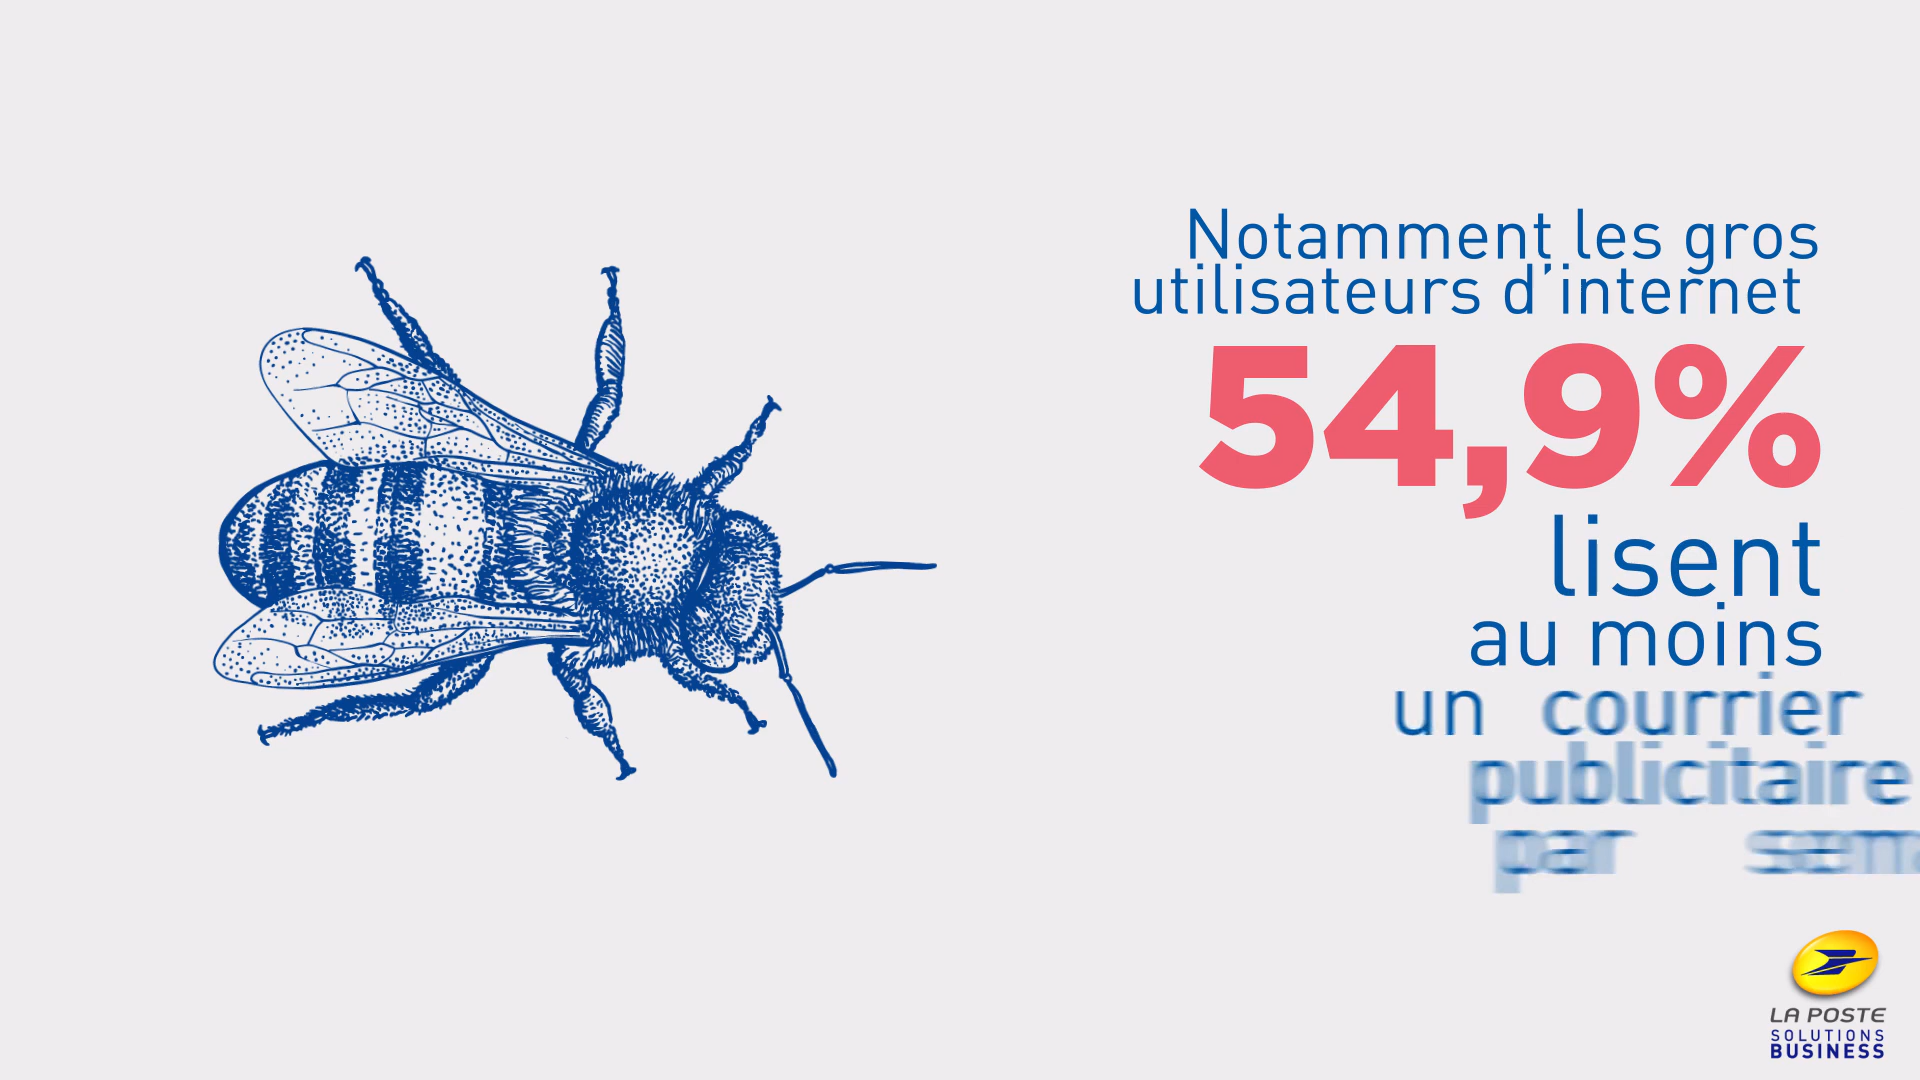 Notamment les gros
utilisateurs d'internet
54,9%
lisent
au moins
un courrier
publicitaire
par
LA POSTE
SOLUTIONS
BUSINESS